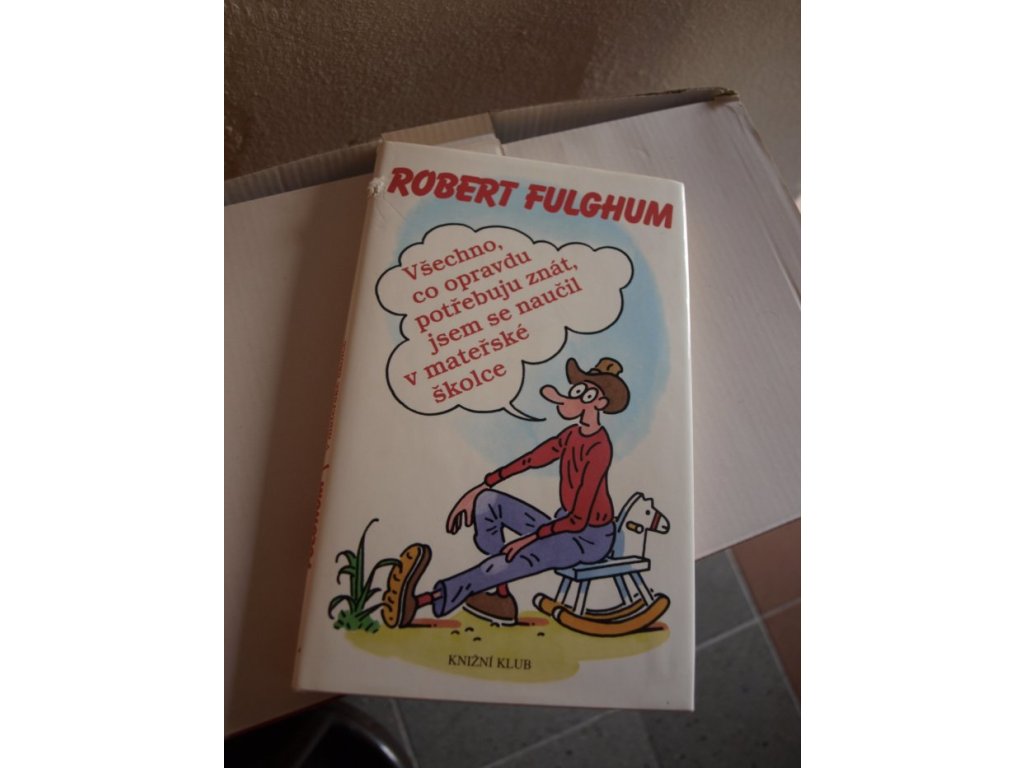 ROBERT FULGHUM
Všechno,
co opravdu
potřebuju znát,
jsem se naučil
v mateřské
školce
KNIŽNÍ KLUB